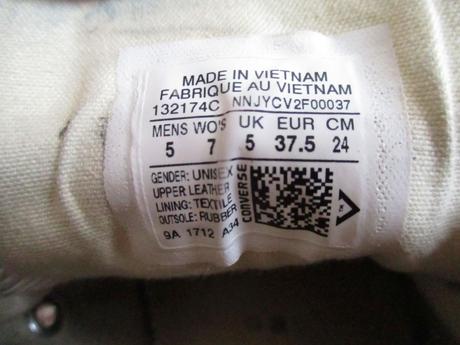 MADE IN VIETNAM
FABRIQUE AU VIETNAM
132174C NNJYCV2F00037
MENS WO'S UK EUR CM
5 7 5 37.5 24
GENDER: UNISEX
UPPER LEATHER
LINING: TEXTILE
OUTSOLE: RUBBER
9A 1712 A34
CONVERSE